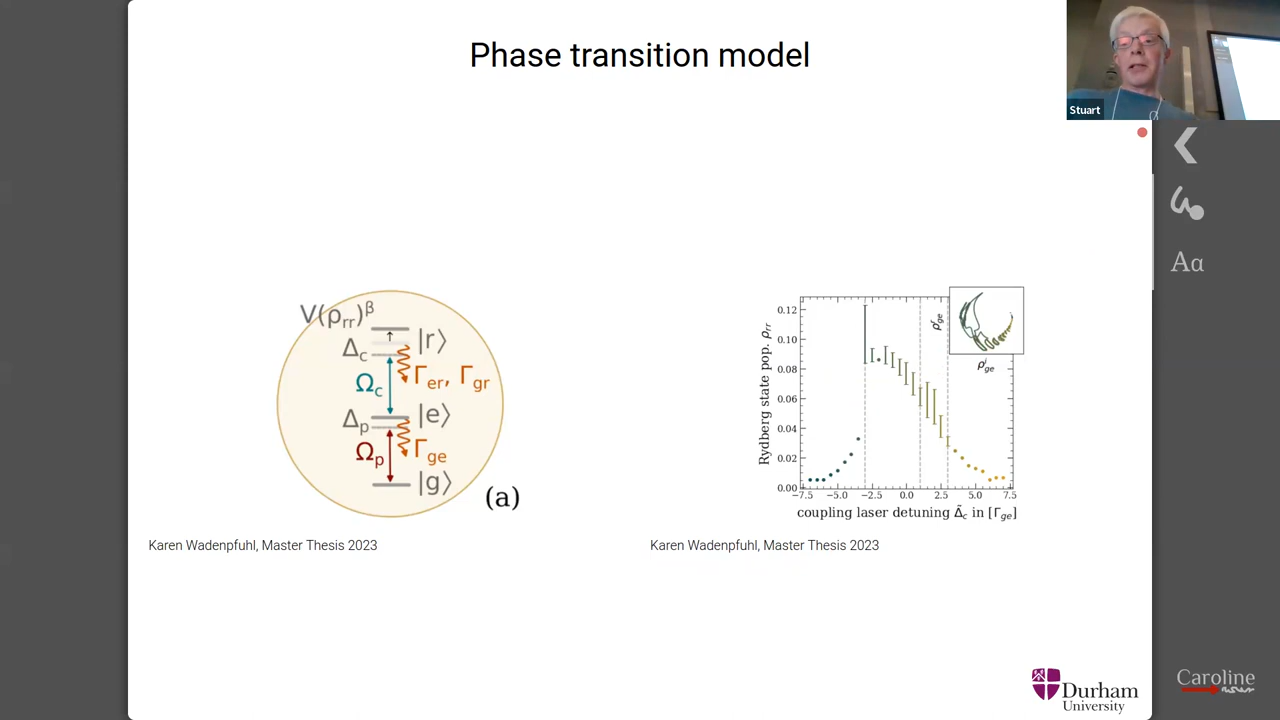 Phase transition model
Stuart
V(ρrr)β
Δc
|r⟩
Ωc
Γer, Γgr
Δp
|e⟩
Ωp
Γge
|g⟩
(a)
Karen Wadenpfuhl, Master Thesis 2023
Rydberg state pop. ρrr
0.12
0.10
0.08
0.06
0.04
0.02
0.00
−7.5 −5.0 −2.5 0.0 2.5 5.0 7.5
coupling laser detuning Δ̃c in [Γge]
ρrge
ρige
Karen Wadenpfuhl, Master Thesis 2023
Aα
Durham
University
Caroline